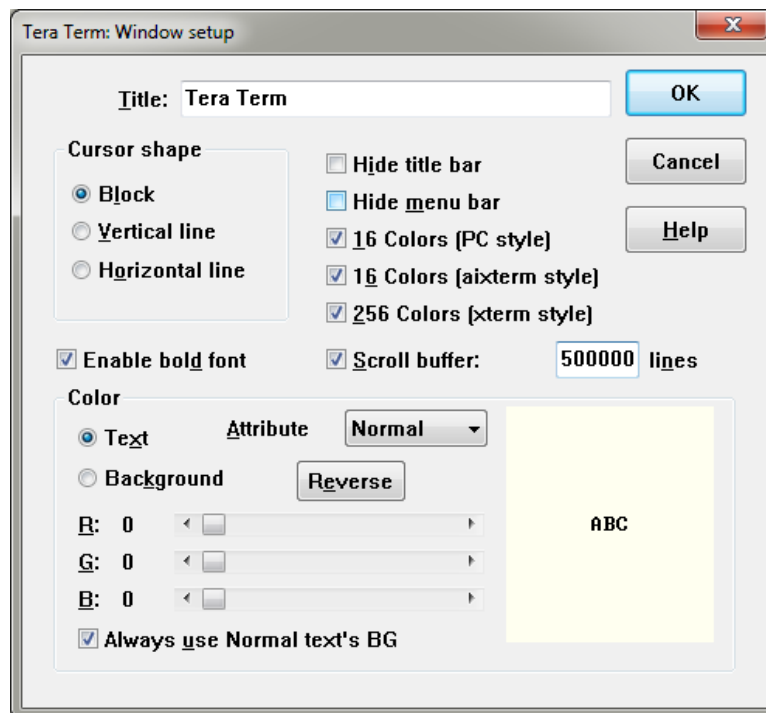 Tera Term: Window setup
Title: Tera Term
OK
Cursor shape
Block
Vertical line
Horizontal line
Hide title bar
Hide menu bar
16 Colors (PC style)
16 Colors (aixterm style)
256 Colors (xterm style)
Cancel
Help
Enable bold font
Scroll buffer: 500000 lines
Color
Text
Attribute Normal
Background
Reverse
R: 0
G: 0
B: 0
ABC
Always use Normal text's BG